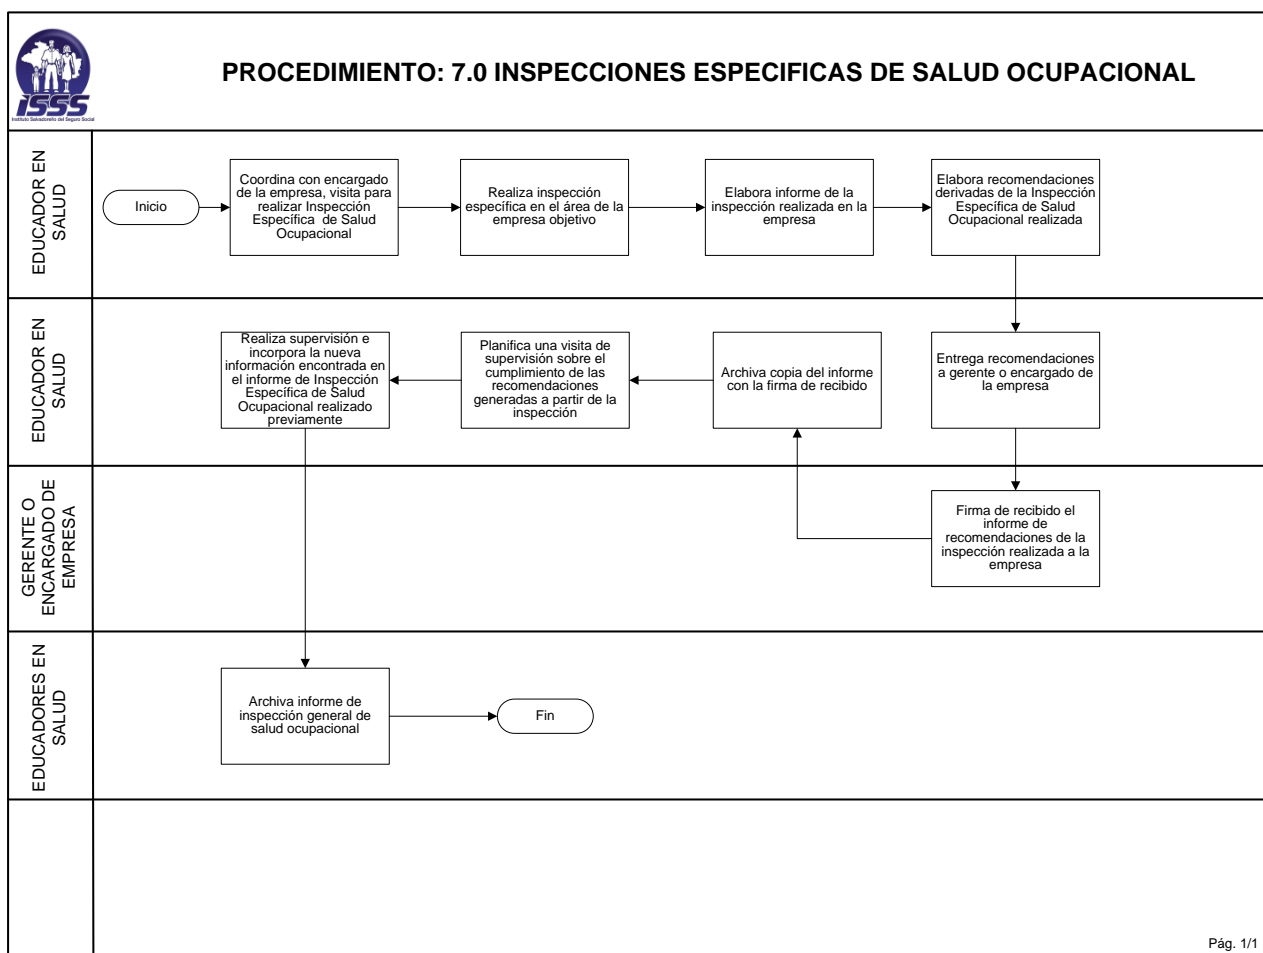 ISSS
Instituto Salvadoreño del Seguro Social
PROCEDIMIENTO: 7.0 INSPECCIONES ESPECIFICAS DE SALUD OCUPACIONAL
EDUCADOR EN
SALUD
Inicio
Coordina con encargado
de la empresa, visita para
realizar Inspección
Específica de Salud
Ocupacional
Realiza inspección
específica en el área de la
empresa objetivo
Elabora informe de la
inspección realizada en la
empresa
Elabora recomendaciones
derivadas de la Inspección
Específica de Salud
Ocupacional realizada
EDUCADOR EN
SALUD
Realiza supervisión e
incorpora la nueva
información encontrada en
el informe de Inspección
Específica de Salud
Ocupacional realizado
previamente
Planifica una visita de
supervisión sobre el
cumplimiento de las
recomendaciones
generadas a partir de la
inspección
Archiva copia del informe
con la firma de recibido
Entrega recomendaciones
a gerente o encargado de
la empresa
GERENTE O
ENCARGADO DE
EMPRESA
Firma de recibido el
informe de
recomendaciones de la
inspección realizada a la
empresa
EDUCADORES EN
SALUD
Archiva informe de
inspección general de
salud ocupacional
Fin
Pág. 1/1